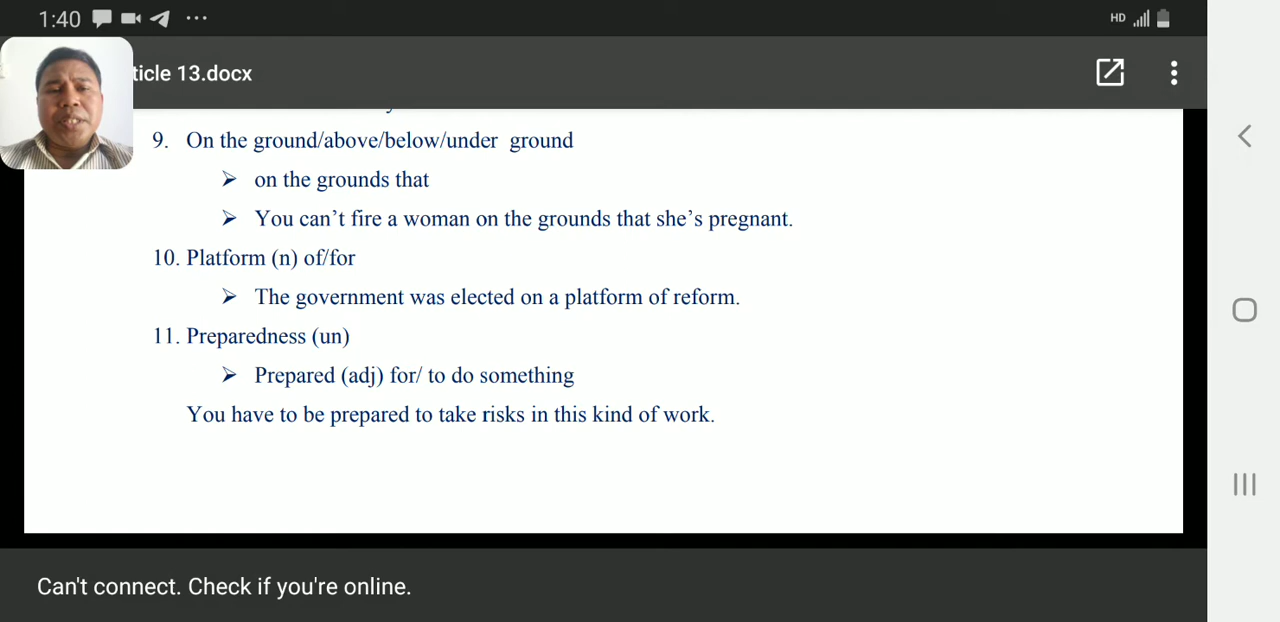 1:40
HD
ticle 13.docx
9. On the ground/above/below/under ground
➤ on the grounds that
➤ You can’t fire a woman on the grounds that she’s pregnant.
10. Platform (n) of/for
➤ The government was elected on a platform of reform.
11. Preparedness (un)
➤ Prepared (adj) for/ to do something
You have to be prepared to take risks in this kind of work.
Can't connect. Check if you're online.